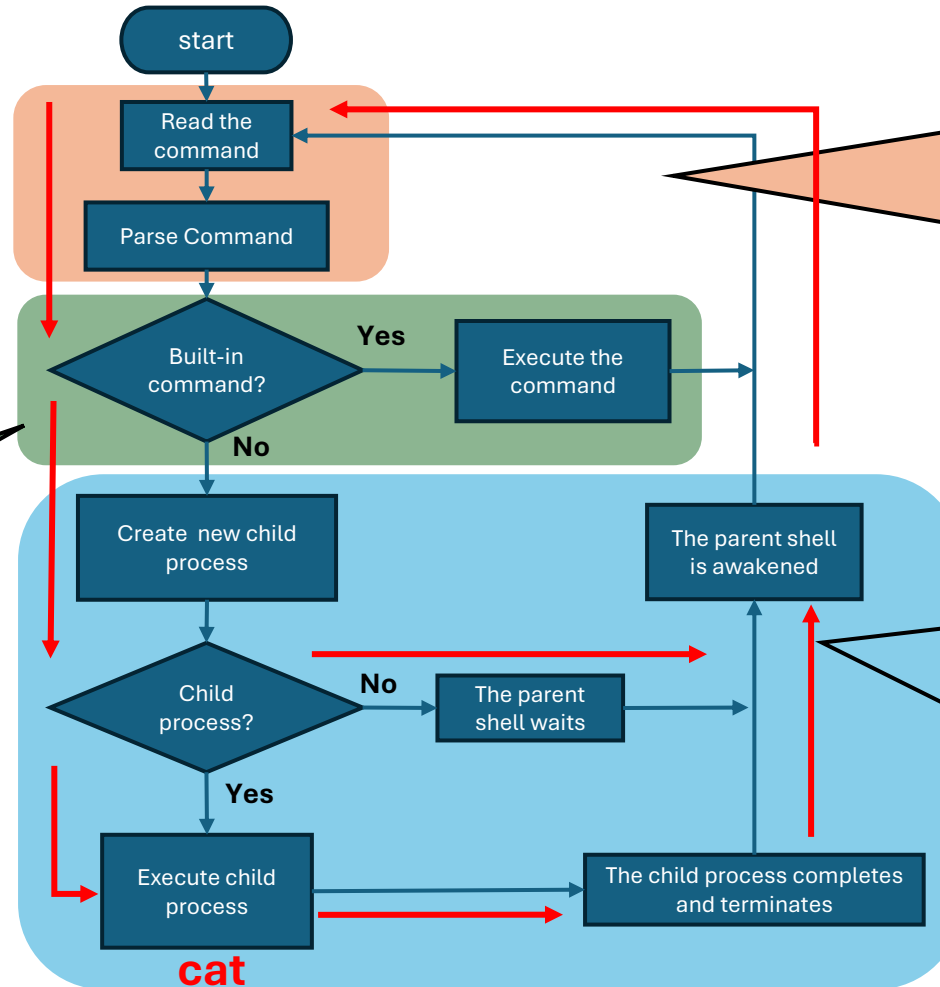 start
Read the
command
Parse Command
Built-in
command?
Yes
Execute the
command
No
Create  new child
process
The parent shell
is awakened
Child
process?
No
The parent
shell waits
Yes
Execute child
process
The child process completes
and terminates
cat